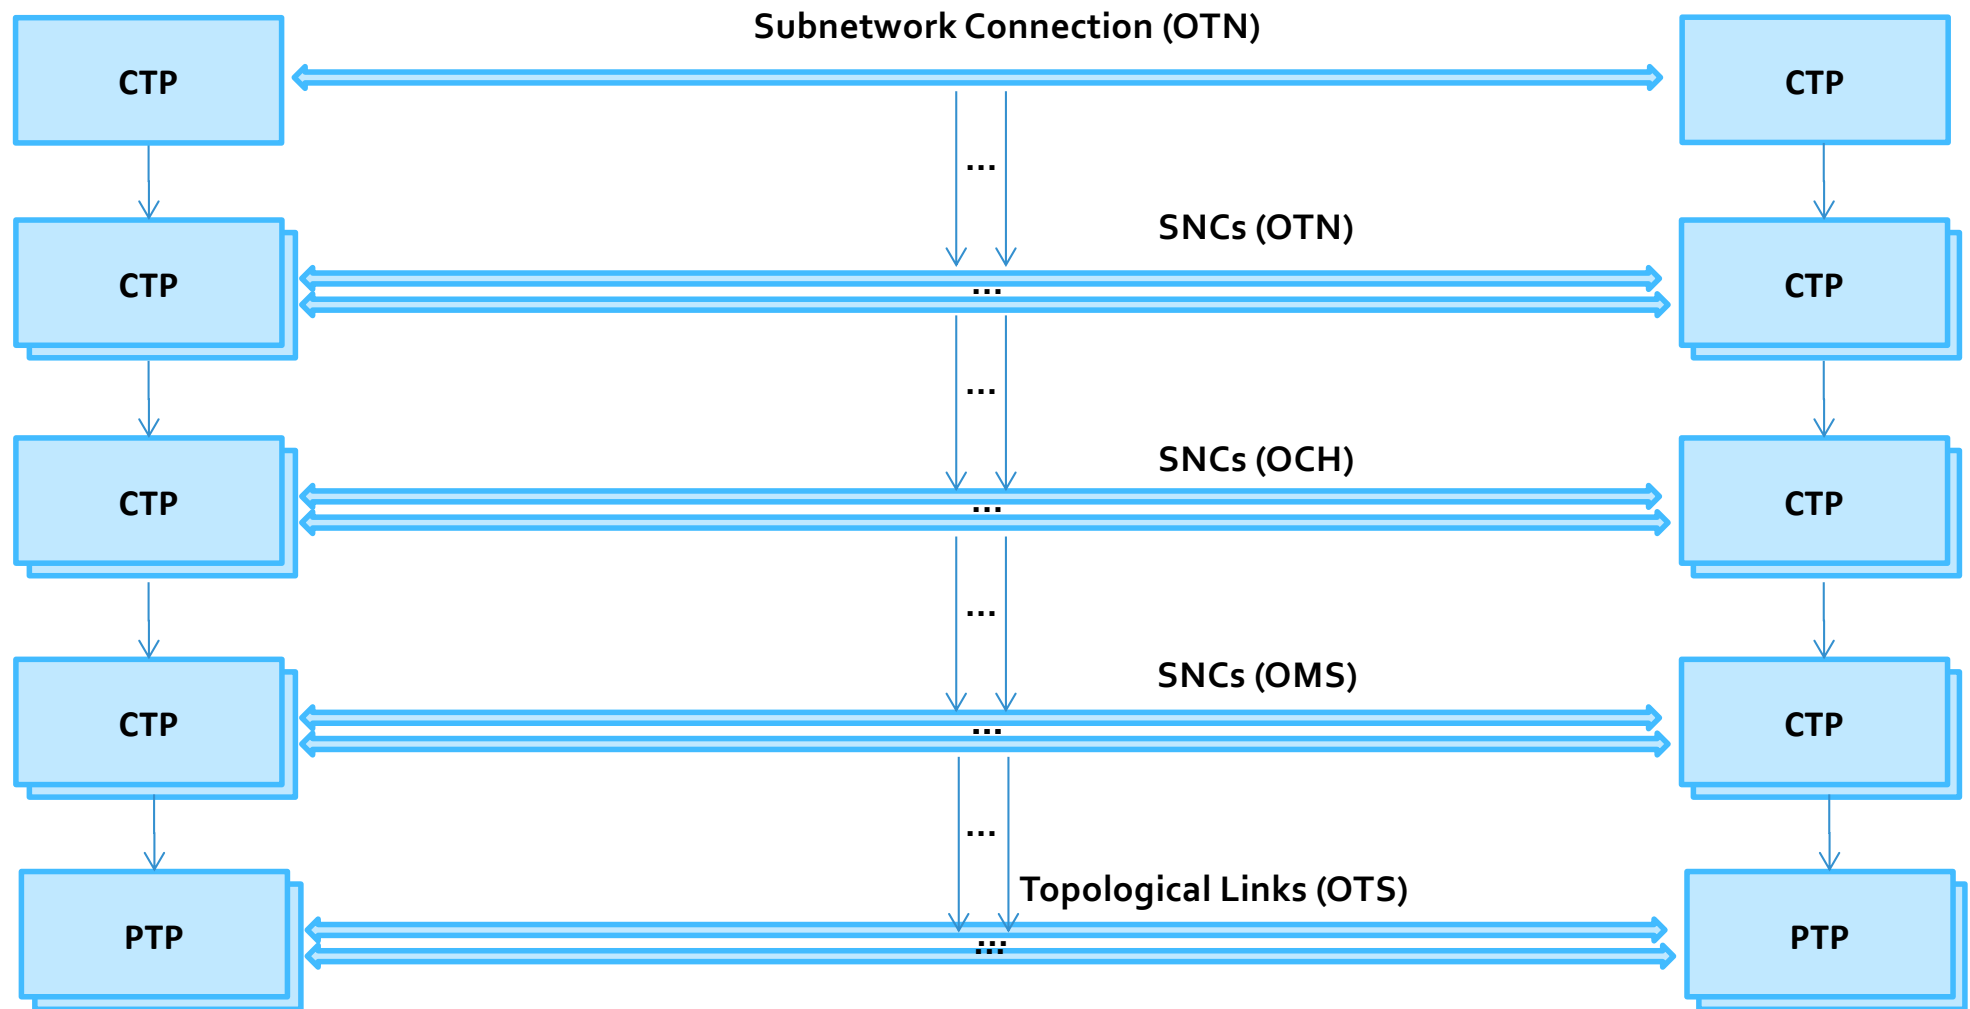 Subnetwork Connection (OTN)
CTP
CTP
...
SNCs (OTN)
CTP
...
CTP
...
SNCs (OCH)
CTP
...
CTP
...
SNCs (OMS)
CTP
...
CTP
...
Topological Links (OTS)
PTP
...
PTP